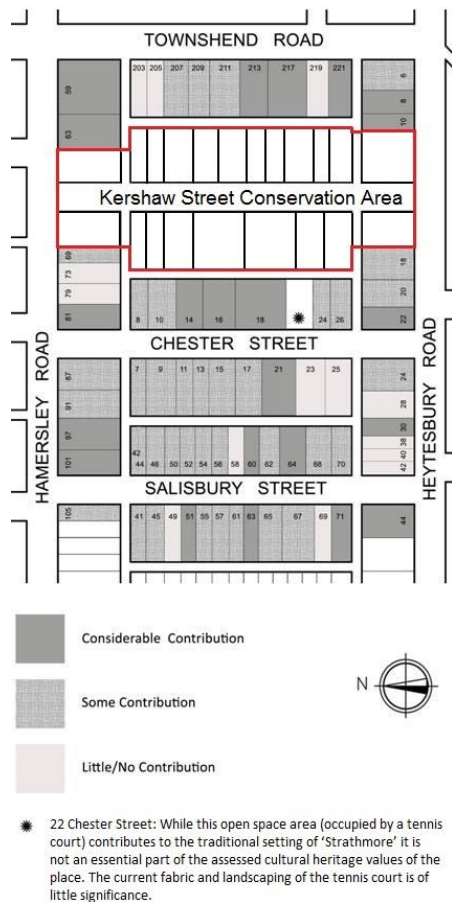 TOWNSHEND ROAD
203 205 207 209 211 213 217 219 221
59
63
6
8
10
Kershaw Street Conservation Area
69
73
79
81
18
20
22
8 10 14 16 18 24 26
CHESTER STREET
HAMERSLEY ROAD
HEYTESBURY ROAD
87
91
97
101
7 9 11 13 15 17 21 23 25
24
28
30
38
40
42
42
44 46 50 52 54 56 58 60 62 64 68 70
SALISBURY STREET
105
41 45 49 51 55 57 61 63 65 67 69 71
44
Considerable Contribution
Some Contribution
Little/No Contribution
N
22 Chester Street: While this open space area (occupied by a tennis
court) contributes to the traditional setting of ‘Strathmore’ it is
not an essential part of the assessed cultural heritage values of the
place. The current fabric and landscaping of the tennis court is of
little significance.